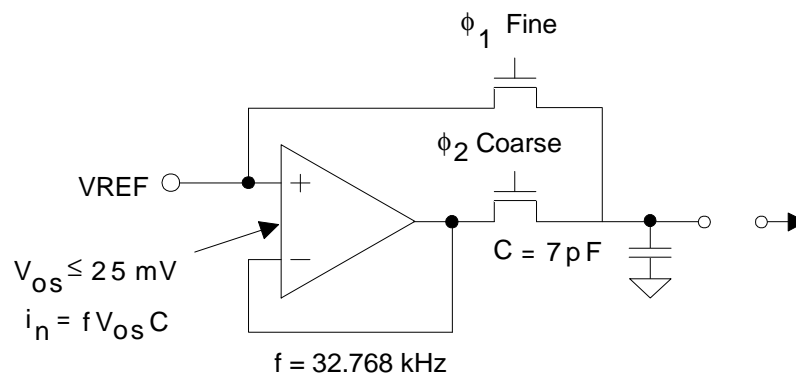 ϕ1 Fine
ϕ2 Coarse
VREF
+
−
Vos ≤ 25 mV
in = f Vos C
C = 7 pF
f = 32.768 kHz